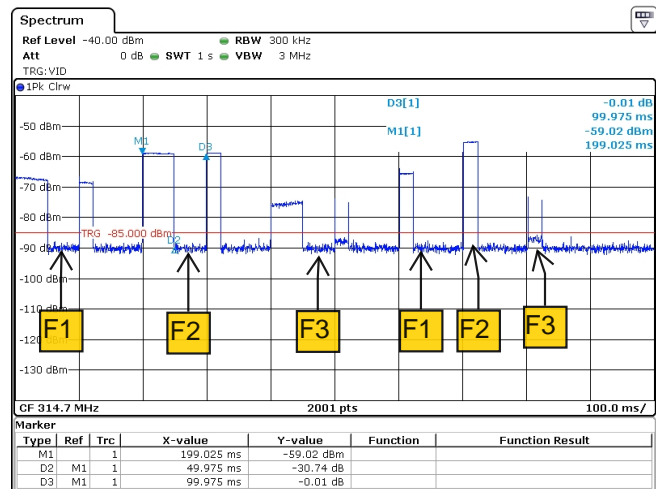 Spectrum
Ref Level -40.00 dBm RBW 300 kHz
Att 0 dB SWT 1 s VBW 3 MHz
TRG:VID
1Pk Clrw
D3[1] -0.01 dB
99.975 ms
M1[1] -59.02 dBm
199.025 ms
-50 dBm
M1
D3
-60 dBm
-70 dBm
-80 dBm
TRG -85.000 dBm
D2
-90 dBm
-100 dBm
-110 dBm
F1 F2 F3 F1 F2 F3
-120 dBm
-130 dBm
CF 314.7 MHz 2001 pts 100.0 ms/
Marker
Type Ref Trc X-value Y-value Function Function Result
M1 1 199.025 ms -59.02 dBm
D2 M1 1 49.975 ms -30.74 dB
D3 M1 1 99.975 ms -0.01 dB